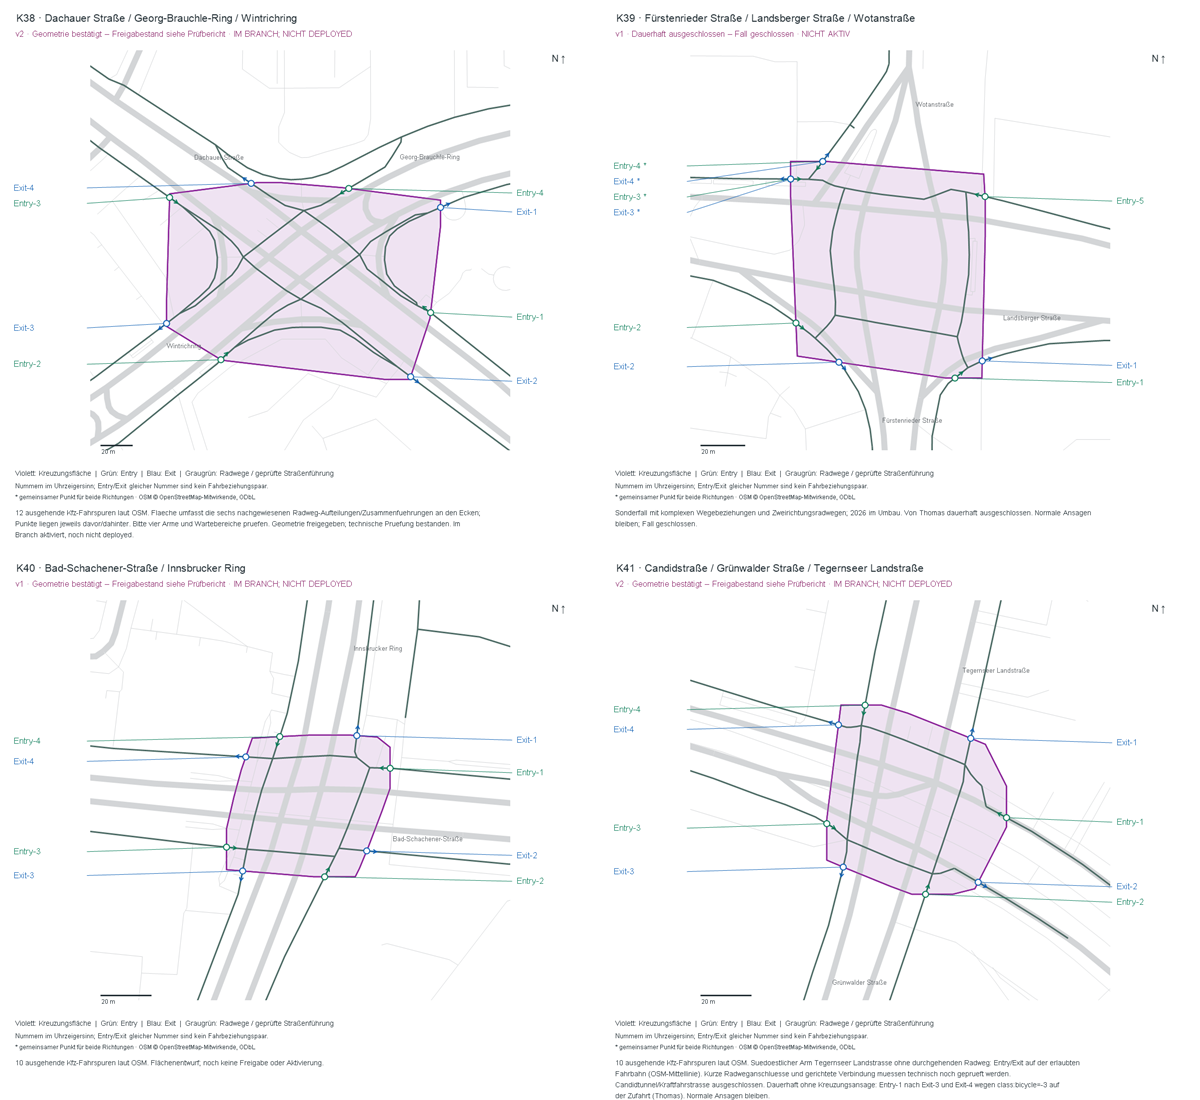 K38 · Dachauer Straße / Georg-Brauchle-Ring / Wintrichring
v2 · Geometrie bestätigt – Freigabestand siehe Prüfbericht · IM BRANCH; NICHT DEPLOYED
N ↑
Dachauer Straße
Georg-Brauchle-Ring
Exit-4
Entry-3
Entry-4
Exit-1
Exit-3
Entry-2
Entry-1
Exit-2
Wintrichring
20 m
Violett: Kreuzungsfläche | Grün: Entry | Blau: Exit | Graugrün: Radwege / geprüfte Straßenführung
Nummern im Uhrzeigersinn; Entry/Exit gleicher Nummer sind kein Fahrbeziehungspaar.
* gemeinsamer Punkt für beide Richtungen · OSM © OpenStreetMap-Mitwirkende, ODbL
12 ausgehende Kfz-Fahrspuren laut OSM. Flaeche umfasst die sechs nachgewiesenen Radweg-Aufteilungen/Zusammenfuehrungen an den Ecken;
Punkte liegen jeweils davor/dahinter. Bitte vier Arme und Wartebereiche pruefen. Geometrie freigegeben; technische Pruefung bestanden. Im
Branch aktiviert, noch nicht deployed.
K39 · Fürstenrieder Straße / Landsberger Straße / Wotanstraße
v1 · Dauerhaft ausgeschlossen – Fall geschlossen · NICHT AKTIV
N ↑
Wotanstraße
Entry-4 *
Exit-4 *
Entry-3 *
Exit-3 *
Entry-5
Entry-2
Exit-2
Landsberger Straße
Exit-1
Entry-1
Fürstenrieder Straße
20 m
Violett: Kreuzungsfläche | Grün: Entry | Blau: Exit | Graugrün: Radwege / geprüfte Straßenführung
Nummern im Uhrzeigersinn; Entry/Exit gleicher Nummer sind kein Fahrbeziehungspaar.
* gemeinsamer Punkt für beide Richtungen · OSM © OpenStreetMap-Mitwirkende, ODbL
Sonderfall mit komplexen Wegebeziehungen und Zweirichtungsradwegen; 2026 im Umbau. Von Thomas dauerhaft ausgeschlossen. Normale Ansagen
bleiben; Fall geschlossen.
K40 · Bad-Schachener-Straße / Innsbrucker Ring
v1 · Geometrie bestätigt – Freigabestand siehe Prüfbericht · IM BRANCH; NICHT DEPLOYED
N ↑
Innsbrucker Ring
Entry-4
Exit-4
Exit-1
Entry-1
Bad-Schachener-Straße
Entry-3
Exit-3
Exit-2
Entry-2
20 m
Violett: Kreuzungsfläche | Grün: Entry | Blau: Exit | Graugrün: Radwege / geprüfte Straßenführung
Nummern im Uhrzeigersinn; Entry/Exit gleicher Nummer sind kein Fahrbeziehungspaar.
* gemeinsamer Punkt für beide Richtungen · OSM © OpenStreetMap-Mitwirkende, ODbL
10 ausgehende Kfz-Fahrspuren laut OSM. Flächenentwurf; noch keine Freigabe oder Aktivierung.
K41 · Candidstraße / Grünwalder Straße / Tegernseer Landstraße
v2 · Geometrie bestätigt – Freigabestand siehe Prüfbericht · IM BRANCH; NICHT DEPLOYED
N ↑
Tegernseer Landstraße
Entry-4
Exit-4
Exit-1
Entry-3
Exit-3
Entry-1
Exit-2
Entry-2
Grünwalder Straße
20 m
Violett: Kreuzungsfläche | Grün: Entry | Blau: Exit | Graugrün: Radwege / geprüfte Straßenführung
Nummern im Uhrzeigersinn; Entry/Exit gleicher Nummer sind kein Fahrbeziehungspaar.
* gemeinsamer Punkt für beide Richtungen · OSM © OpenStreetMap-Mitwirkende, ODbL
10 ausgehende Kfz-Fahrspuren laut OSM. Suedoestlicher Arm Tegernseer Landstrasse ohne durchgehenden Radweg: Entry/Exit auf der erlaubten
Fahrbahn (OSM-Mittellinie). Kurze Radweganschluesse und gerichtete Verbindung muessen technisch noch geprueft werden.
Candidtunnel/Kraftfahrstrasse ausgeschlossen. Dauerhaft ohne Kreuzungsansage: Entry-1 nach Exit-3 und Exit-4 wegen class:bicycle=-3 auf
der Zufahrt (Thomas). Normale Ansagen bleiben.